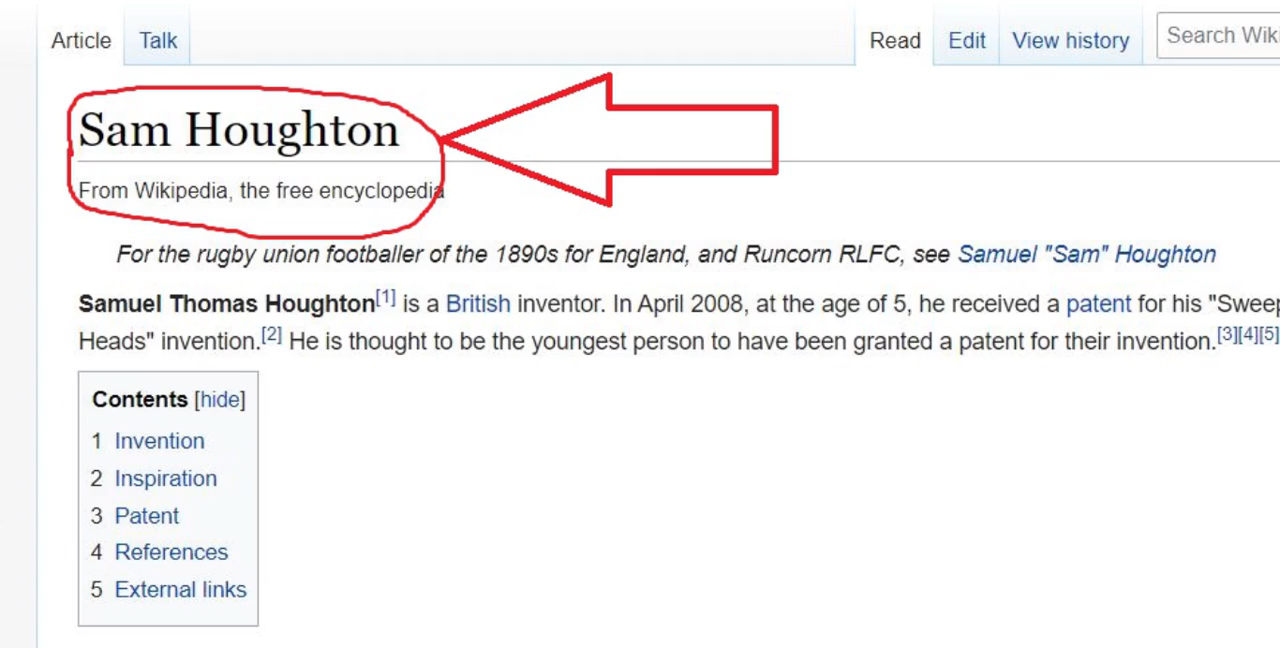 Article Talk Read Edit View history Search Wiki
Sam Houghton
From Wikipedia, the free encyclopedia
For the rugby union footballer of the 1890s for England, and Runcorn RLFC, see Samuel "Sam" Houghton
Samuel Thomas Houghton[1] is a British inventor. In April 2008, at the age of 5, he received a patent for his "Sweep
Heads" invention.[2] He is thought to be the youngest person to have been granted a patent for their invention.[3][4][5]
Contents [hide]
1 Invention
2 Inspiration
3 Patent
4 References
5 External links